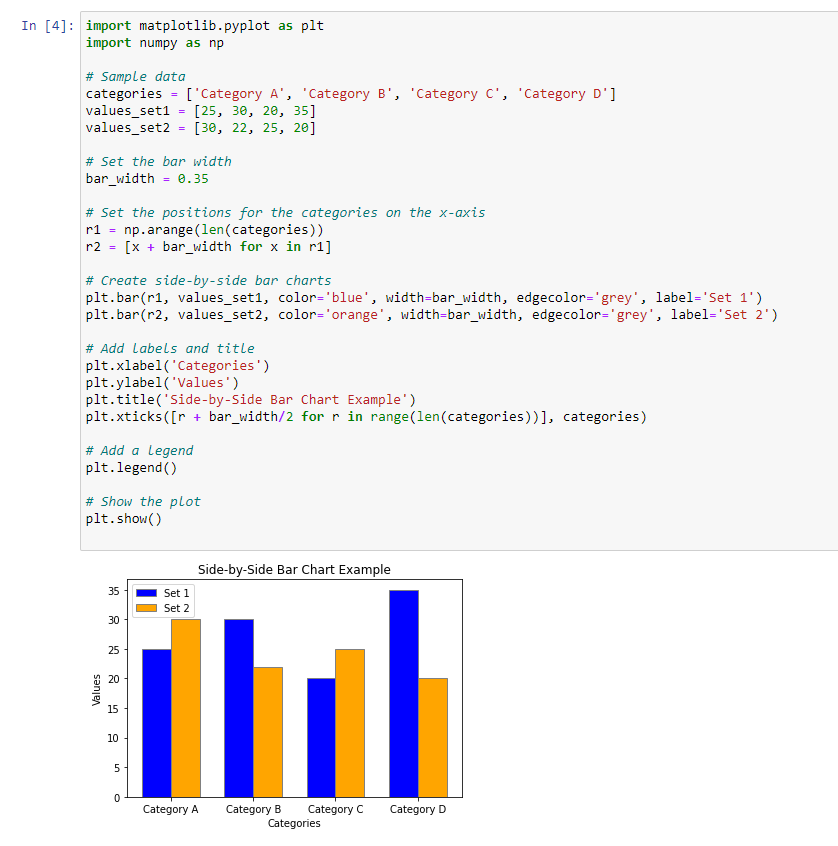 In [4]: import matplotlib.pyplot as plt
import numpy as np
# Sample data
categories = ['Category A', 'Category B', 'Category C', 'Category D']
values_set1 = [25, 30, 20, 35]
values_set2 = [30, 22, 25, 20]
# Set the bar width
bar_width = 0.35
# Set the positions for the categories on the x-axis
r1 = np.arange(len(categories))
r2 = [x + bar_width for x in r1]
# Create side-by-side bar charts
plt.bar(r1, values_set1, color='blue', width=bar_width, edgecolor='grey', label='Set 1')
plt.bar(r2, values_set2, color='orange', width=bar_width, edgecolor='grey', label='Set 2')
# Add labels and title
plt.xlabel('Categories')
plt.ylabel('Values')
plt.title('Side-by-Side Bar Chart Example')
plt.xticks([r + bar_width/2 for r in range(len(categories))], categories)
# Add a legend
plt.legend()
# Show the plot
plt.show()
Side-by-Side Bar Chart Example
Set 1
Set 2
Values
35
30
25
20
15
10
5
0
Category A Category B Category C Category D
Categories